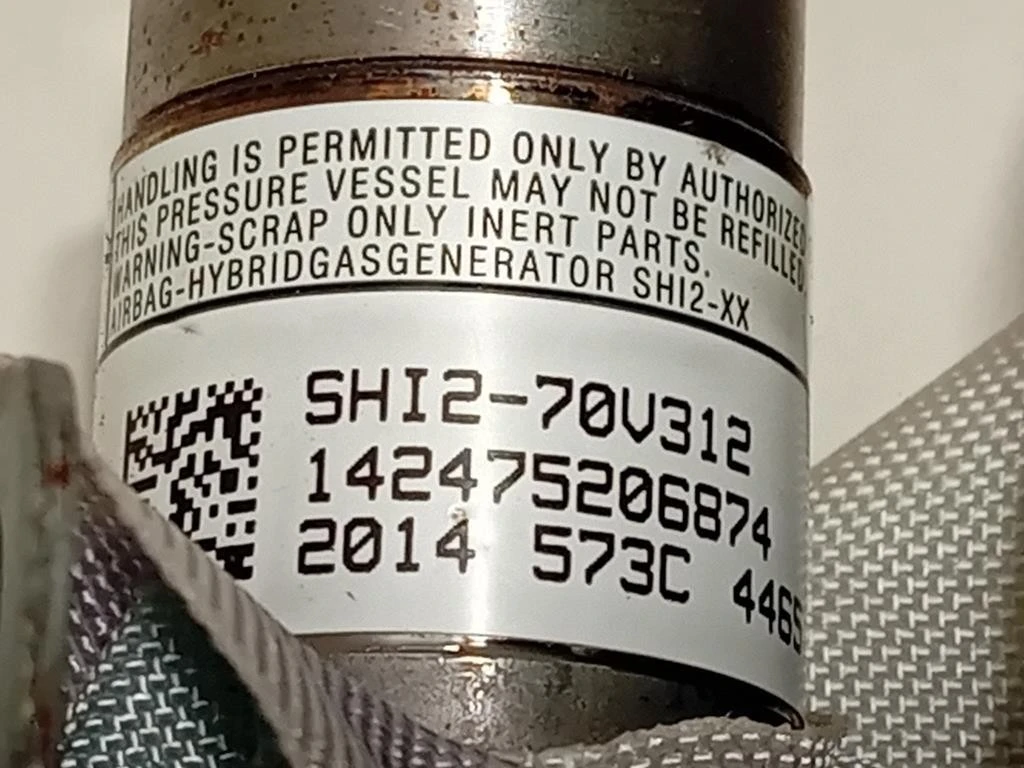 HANDLING IS PERMITTED ONLY BY AUTHORIZED
THIS PRESSURE VESSEL MAY NOT BE REFILLED
WARNING-SCRAP ONLY INERT PARTS.
AIRBAG-HYBRIDGASGENERATOR SHI2-XX
SHI2-70V312
142475206874
2014 573C 446S